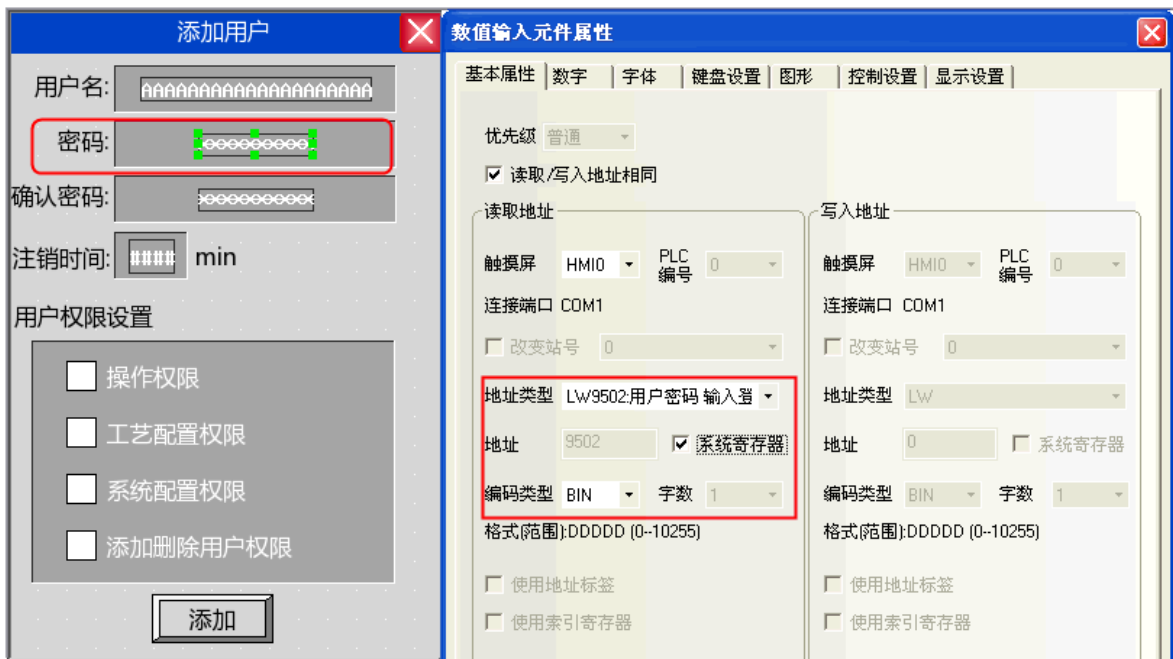 添加用户
用户名: AAAAAAAAAAAAAAAAAAAA
密码:
确认密码:
注销时间: #### min
用户权限设置
操作权限
工艺配置权限
系统配置权限
添加删除用户权限
添加
数值输入元件属性
基本属性 数字 字体 键盘设置 图形 控制设置 显示设置
优先级 普通
读取/写入地址相同
读取地址
触摸屏 HMI0 PLC编号 0
连接端口 COM1
改变站号 0
地址类型 LW9502:用户密码 输入登
地址 9502 系统寄存器
编码类型 BIN 字数 1
格式(范围):DDDDD (0--10255)
使用地址标签
使用索引寄存器
写入地址
触摸屏 HMI0 PLC编号 0
连接端口 COM1
改变站号 0
地址类型 LW
地址 0 系统寄存器
编码类型 BIN 字数 1
格式(范围):DDDDD (0--10255)
使用地址标签
使用索引寄存器